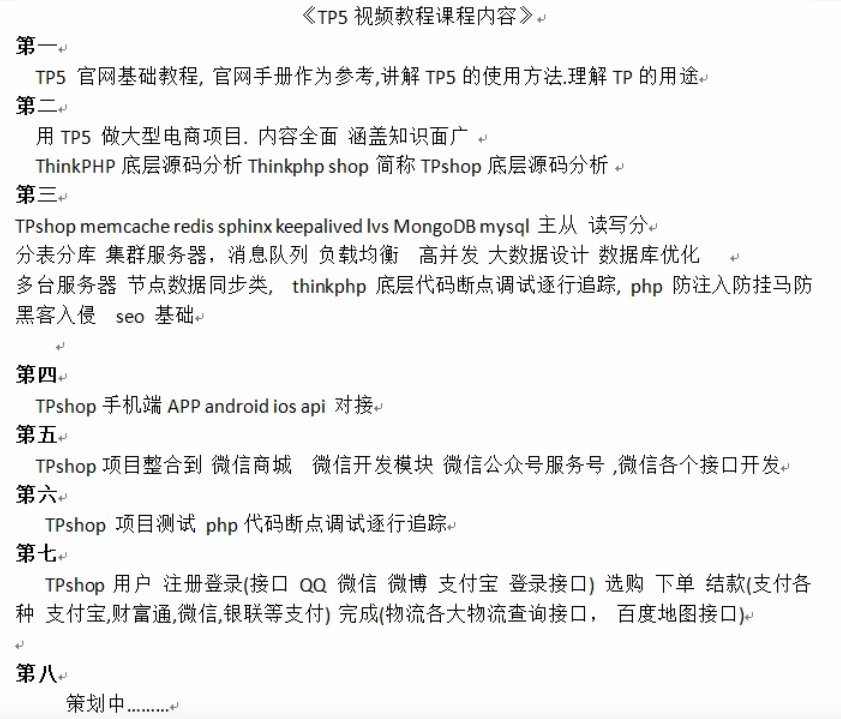 《TP5 视频教程课程内容》
第一
TP5 官网基础教程, 官网手册作为参考,讲解 TP5 的使用方法.理解 TP 的用途
第二
用 TP5 做大型电商项目. 内容全面 涵盖知识面广
ThinkPHP 底层源码分析 Thinkphp shop 简称 TPshop 底层源码分析
第三
TPshop memcache redis sphinx keepalived lvs MongoDB mysql 主从 读写分
分表分库 集群服务器，消息队列 负载均衡 高并发 大数据设计 数据库优化
多台服务器 节点数据同步类, thinkphp 底层代码断点调试逐行追踪, php 防注入防挂马防
黑客入侵 seo 基础
第四
TPshop 手机端 APP android ios api 对接
第五
TPshop 项目整合到 微信商城 微信开发模块 微信公众号服务号 ,微信各个接口开发
第六
TPshop 项目测试 php 代码断点调试逐行追踪
第七
TPshop 用户 注册登录(接口 QQ 微信 微博 支付宝 登录接口) 选购 下单 结款(支付各
种 支付宝,财富通,微信,银联等支付) 完成(物流各大物流查询接口， 百度地图接口)
第八
策划中.........